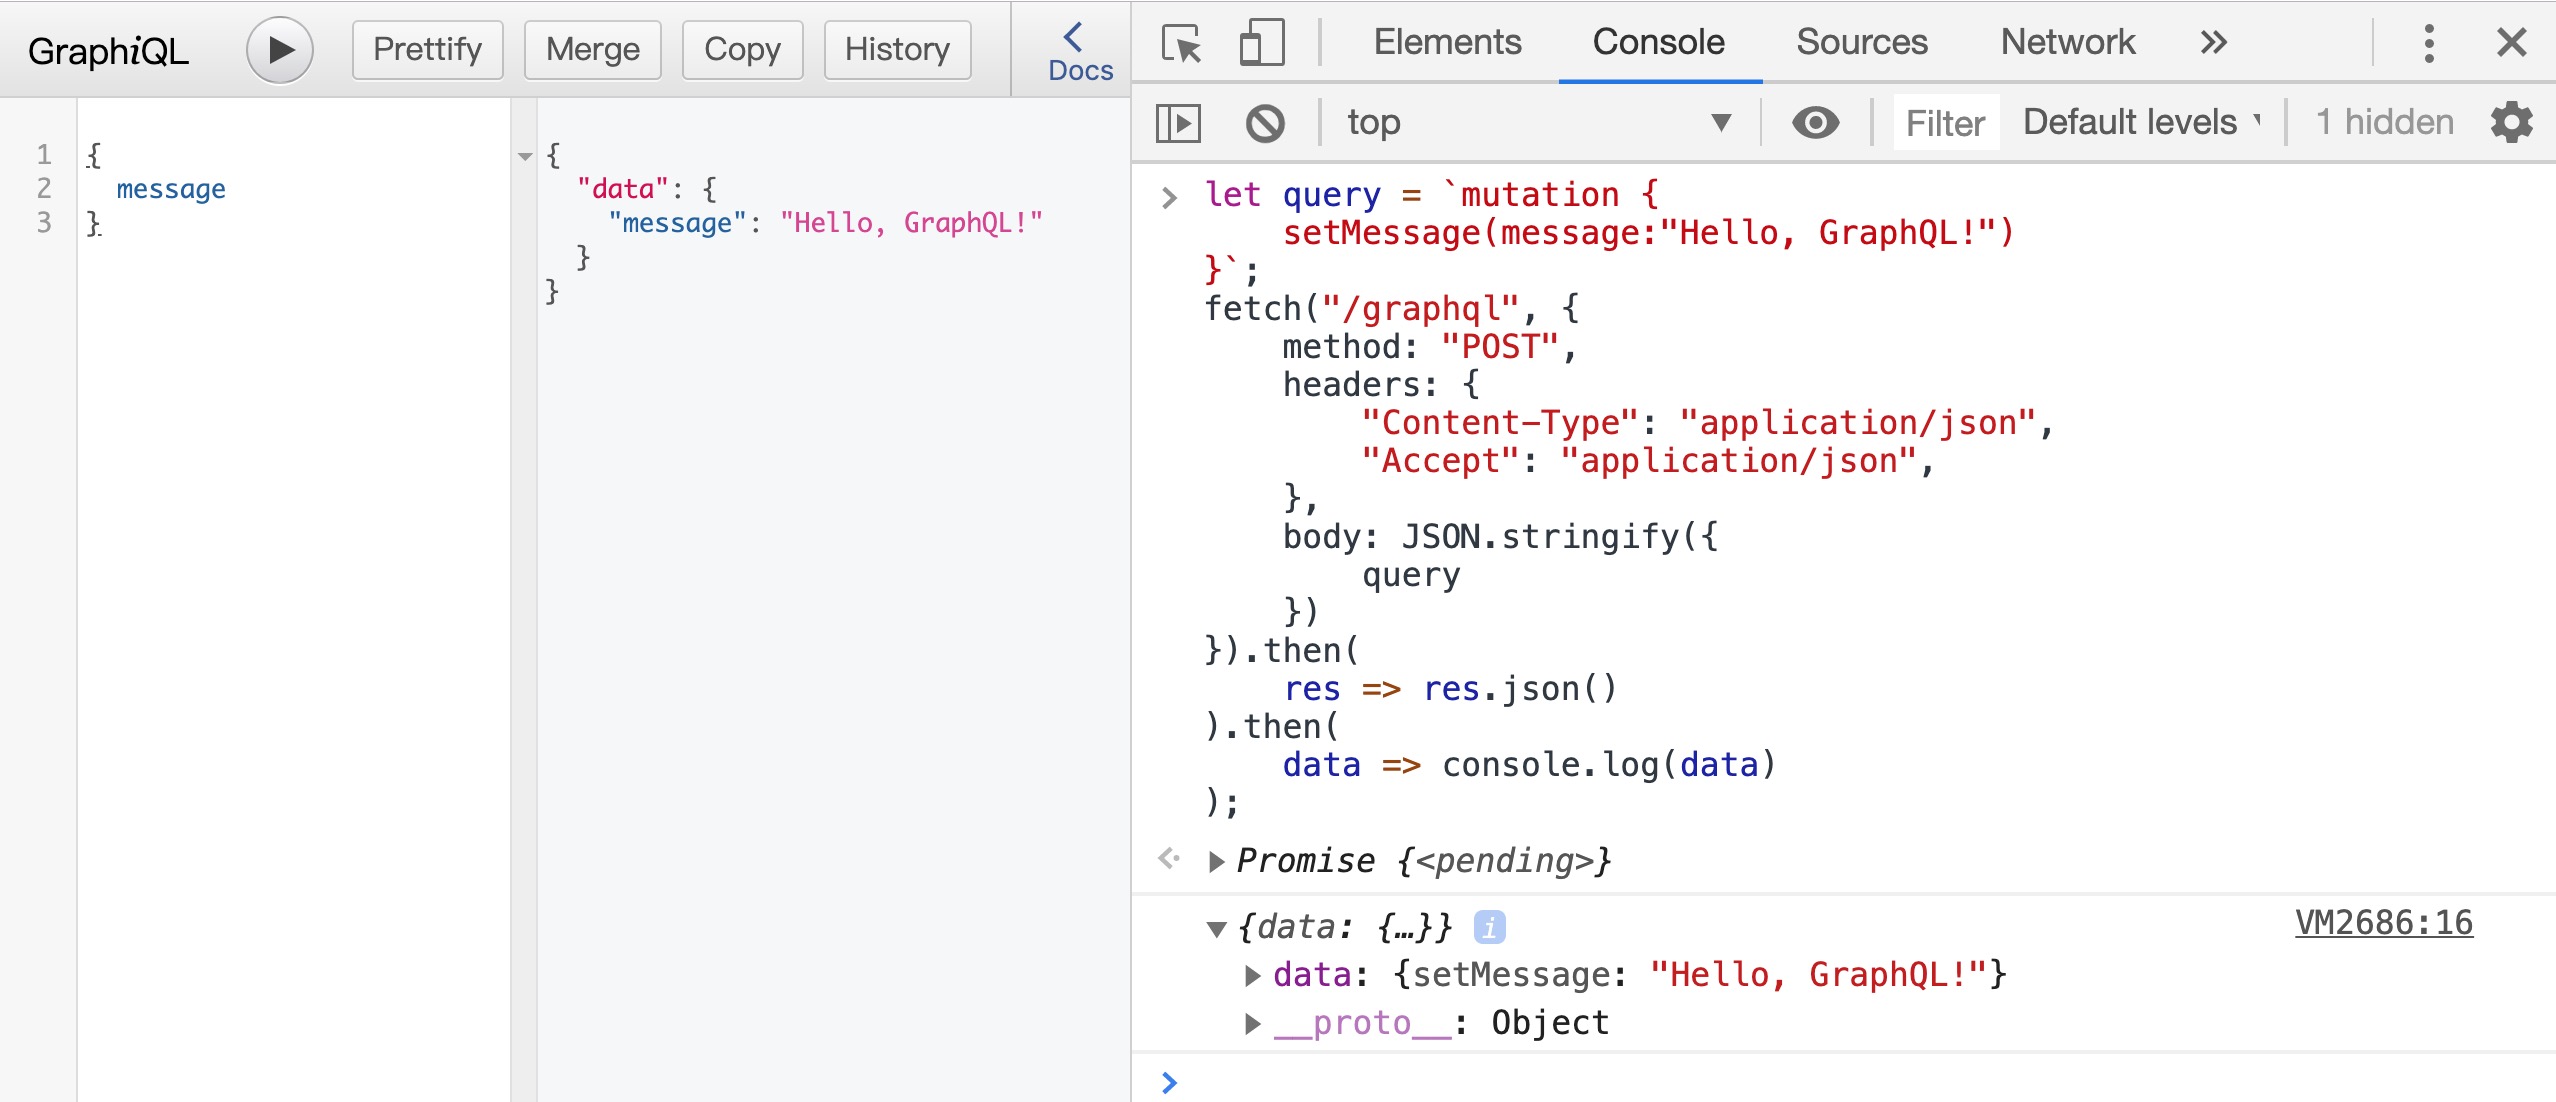 GraphiQL
Prettify
Merge
Copy
History
Docs
1 {
2   message
3 }
{
  "data": {
    "message": "Hello, GraphQL!"
  }
}
Elements
Console
Sources
Network
top
Filter
Default levels
1 hidden
let query = `mutation {
    setMessage(message:"Hello, GraphQL!")
}`;
fetch("/graphql", {
    method: "POST",
    headers: {
        "Content-Type": "application/json",
        "Accept": "application/json",
    },
    body: JSON.stringify({
        query
    })
}).then(
    res => res.json()
).then(
    data => console.log(data)
);
Promise {<pending>}
{data: {…}} i VM2686:16
data: {setMessage: "Hello, GraphQL!"}
__proto__: Object